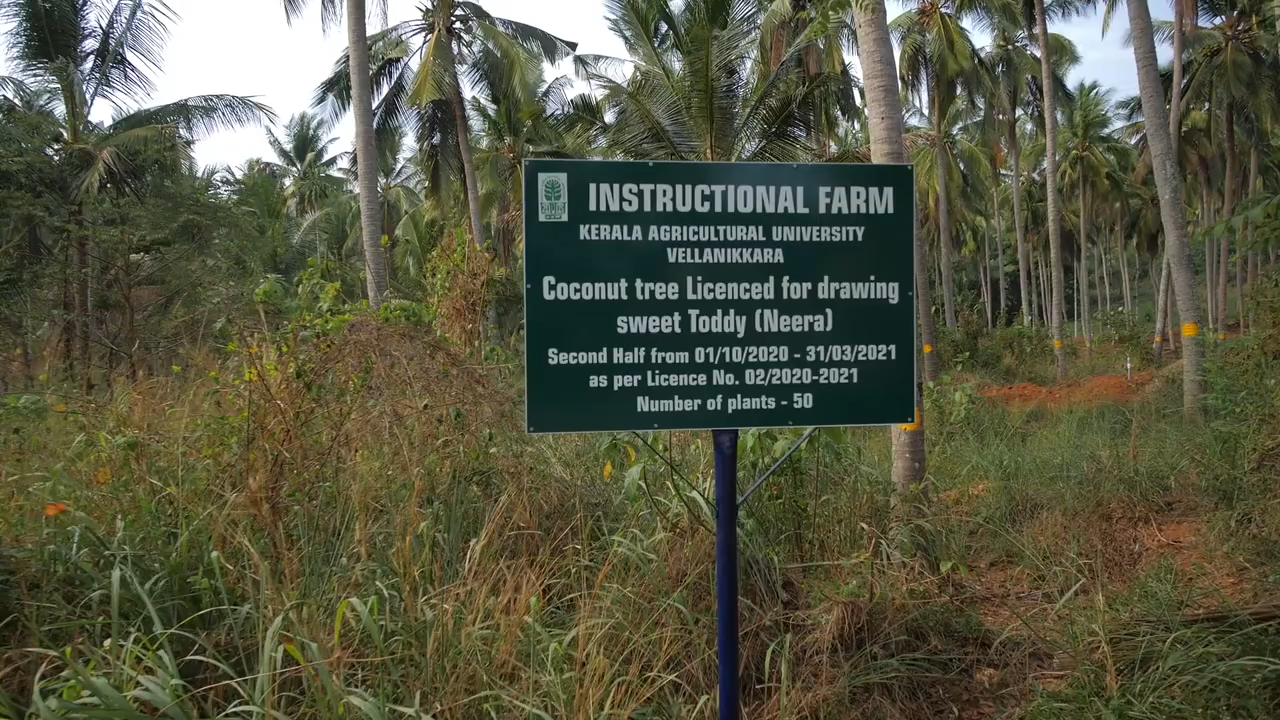 INSTRUCTIONAL FARM
KERALA AGRICULTURAL UNIVERSITY
VELLANIKKARA
Coconut tree Licenced for drawing
sweet Toddy (Neera)
Second Half from 01/10/2020 - 31/03/2021
as per Licence No. 02/2020-2021
Number of plants - 50